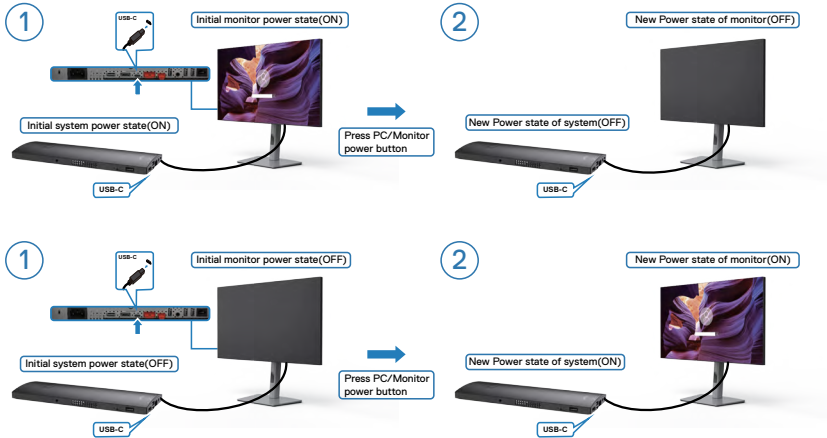 1
USB-C
Initial monitor power state(ON)
2
New Power state of monitor(OFF)
Initial system power state(ON)
Press PC/Monitor
power button
New Power state of system(OFF)
USB-C
USB-C
1
USB-C
Initial monitor power state(OFF)
2
New Power state of monitor(ON)
Initial system power state(OFF)
Press PC/Monitor
power button
New Power state of system(ON)
USB-C
USB-C